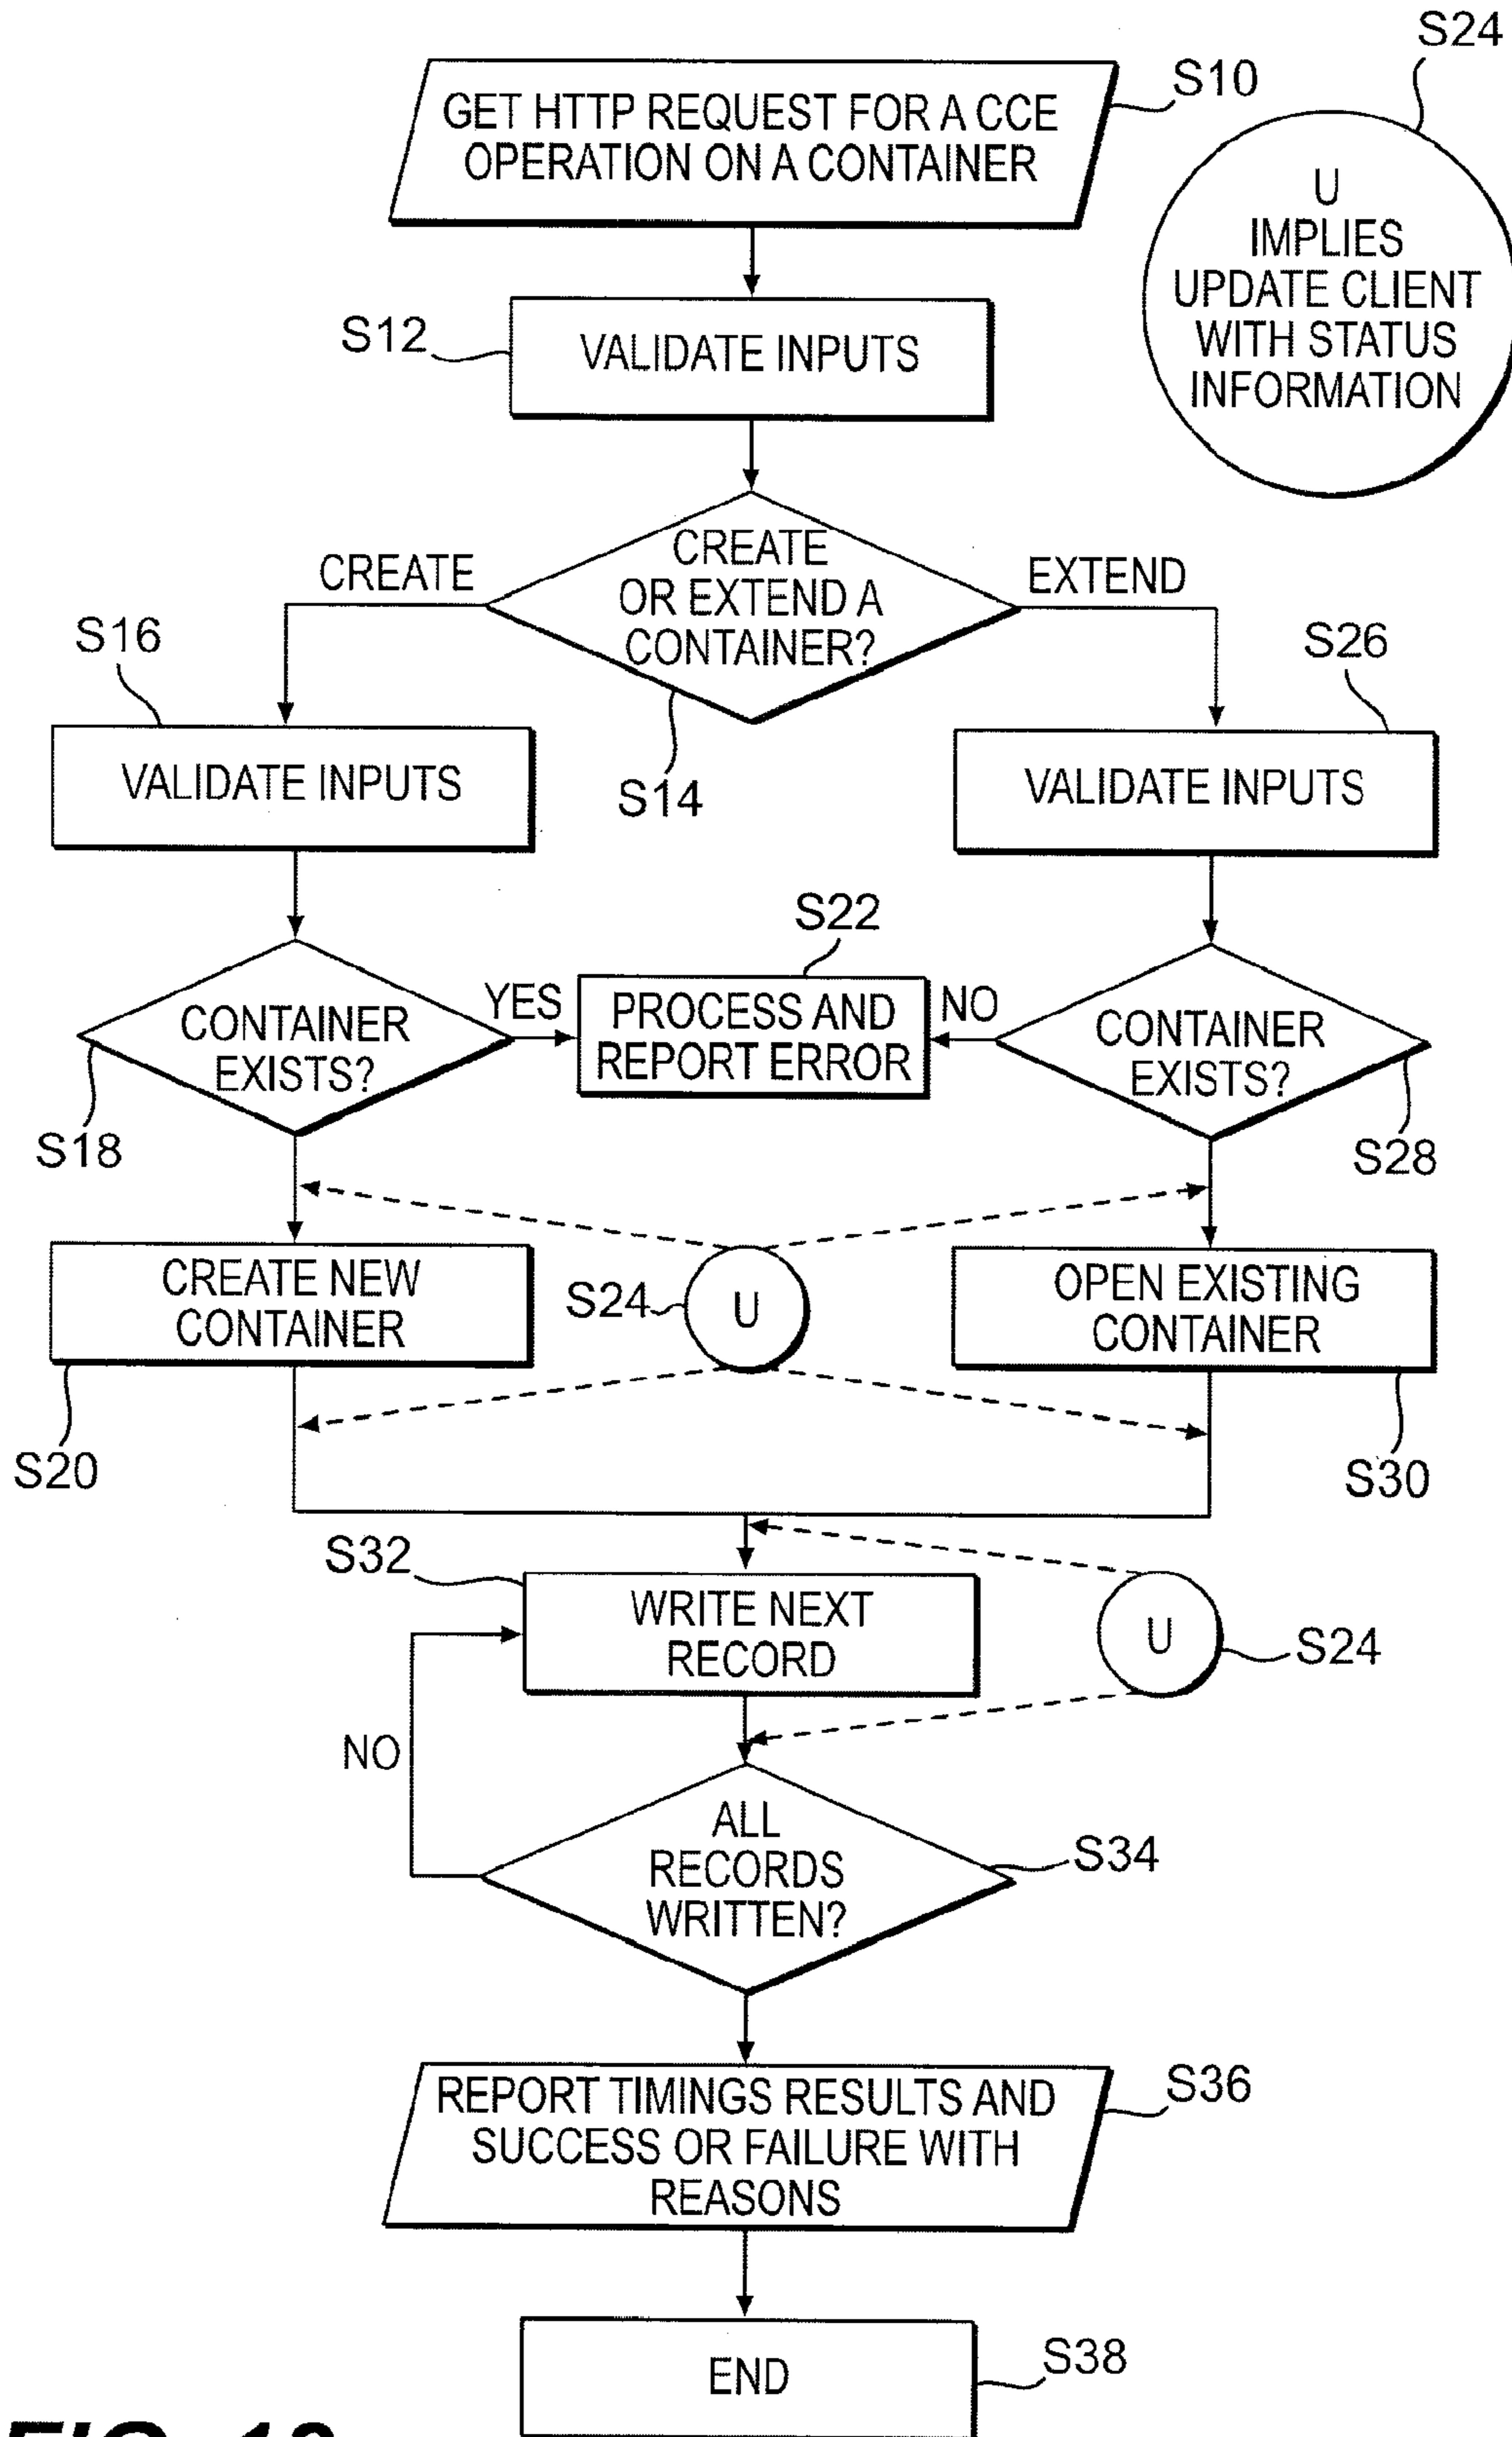 S24
S10
GET HTTP REQUEST FOR A CCE
OPERATION ON A CONTAINER
U
IMPLIES
UPDATE CLIENT
WITH STATUS
INFORMATION
S12
VALIDATE INPUTS
CREATE
OR EXTEND A
CONTAINER?
CREATE
EXTEND
S16
S26
S14
VALIDATE INPUTS
VALIDATE INPUTS
S22
YES
PROCESS AND
REPORT ERROR
NO
CONTAINER
EXISTS?
CONTAINER
EXISTS?
S18
S28
CREATE NEW
CONTAINER
S24
U
OPEN EXISTING
CONTAINER
S20
S30
S32
WRITE NEXT
RECORD
U
S24
NO
ALL
RECORDS
WRITTEN?
S34
REPORT TIMINGS RESULTS AND
SUCCESS OR FAILURE WITH
REASONS
S36
END
S38